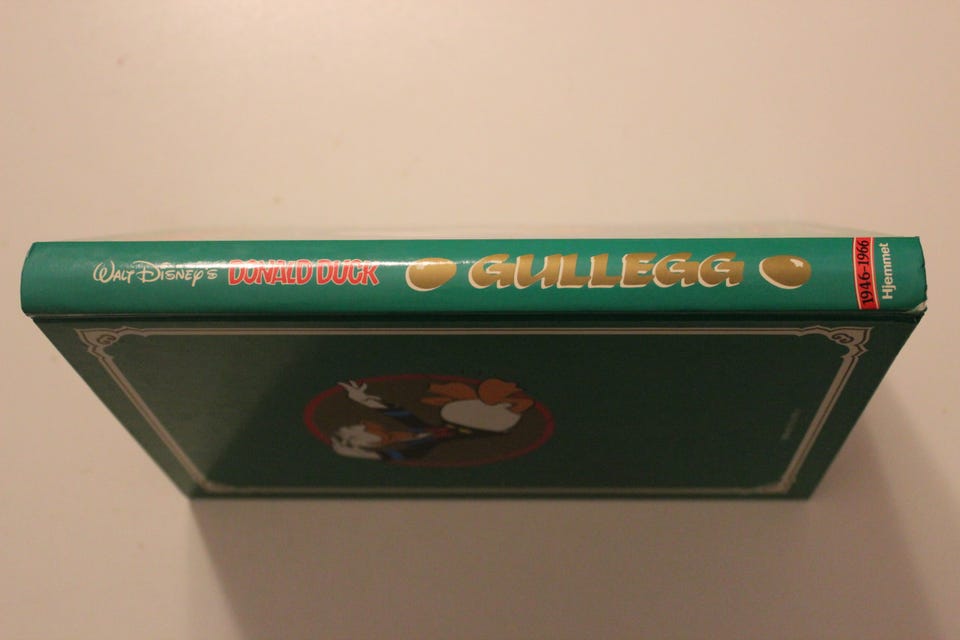 WALT DISNEY'S DONALD DUCK GULLEGG
1946-1966
Hjemmet